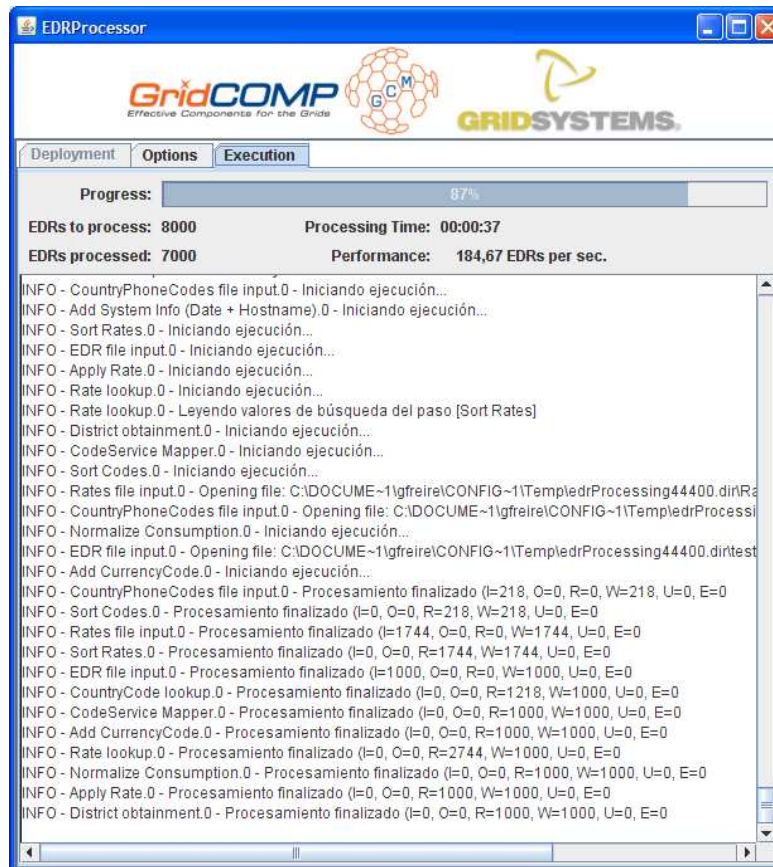 EDRProcessor
GridCOMP
Effective Components for the Grids
G C M
GRIDSYSTEMS.
Deployment Options Execution
Progress: 87%
EDRs to process: 8000 Processing Time: 00:00:37
EDRs processed: 7000 Performance: 184,67 EDRs per sec.
INFO - CountryPhoneCodes file input.0 - Iniciando ejecución...
INFO - Add System Info (Date + Hostname).0 - Iniciando ejecución...
INFO - Sort Rates.0 - Iniciando ejecución...
INFO - EDR file input.0 - Iniciando ejecución...
INFO - Apply Rate.0 - Iniciando ejecución...
INFO - Rate lookup.0 - Iniciando ejecución...
INFO - Rate lookup.0 - Leyendo valores de búsqueda del paso [Sort Rates]
INFO - District obtainment.0 - Iniciando ejecución...
INFO - CodeService Mapper.0 - Iniciando ejecución...
INFO - Sort Codes.0 - Iniciando ejecución...
INFO - Rates file input.0 - Opening file: C:\DOCUME~1\gfreire\CONFIG~1\Temp\edrProcessing44400.dir\Ra
INFO - CountryPhoneCodes file input.0 - Opening file: C:\DOCUME~1\gfreire\CONFIG~1\Temp\edrProcessi
INFO - Normalize Consumption.0 - Iniciando ejecución...
INFO - EDR file input.0 - Opening file: C:\DOCUME~1\gfreire\CONFIG~1\Temp\edrProcessing44400.dir\test
INFO - Add CurrencyCode.0 - Iniciando ejecución...
INFO - CountryPhoneCodes file input.0 - Procesamiento finalizado (I=218, O=0, R=0, W=218, U=0, E=0
INFO - Sort Codes.0 - Procesamiento finalizado (I=0, O=0, R=218, W=218, U=0, E=0
INFO - Rates file input.0 - Procesamiento finalizado (I=1744, O=0, R=0, W=1744, U=0, E=0
INFO - Sort Rates.0 - Procesamiento finalizado (I=0, O=0, R=1744, W=1744, U=0, E=0
INFO - EDR file input.0 - Procesamiento finalizado (I=1000, O=0, R=0, W=1000, U=0, E=0
INFO - CountryCode lookup.0 - Procesamiento finalizado (I=0, O=0, R=1218, W=1000, U=0, E=0
INFO - CodeService Mapper.0 - Procesamiento finalizado (I=0, O=0, R=1000, W=1000, U=0, E=0
INFO - Add CurrencyCode.0 - Procesamiento finalizado (I=0, O=0, R=1000, W=1000, U=0, E=0
INFO - Rate lookup.0 - Procesamiento finalizado (I=0, O=0, R=2744, W=1000, U=0, E=0
INFO - Normalize Consumption.0 - Procesamiento finalizado (I=0, O=0, R=1000, W=1000, U=0, E=0
INFO - Apply Rate.0 - Procesamiento finalizado (I=0, O=0, R=1000, W=1000, U=0, E=0
INFO - District obtainment.0 - Procesamiento finalizado (I=0, O=0, R=1000, W=1000, U=0, E=0